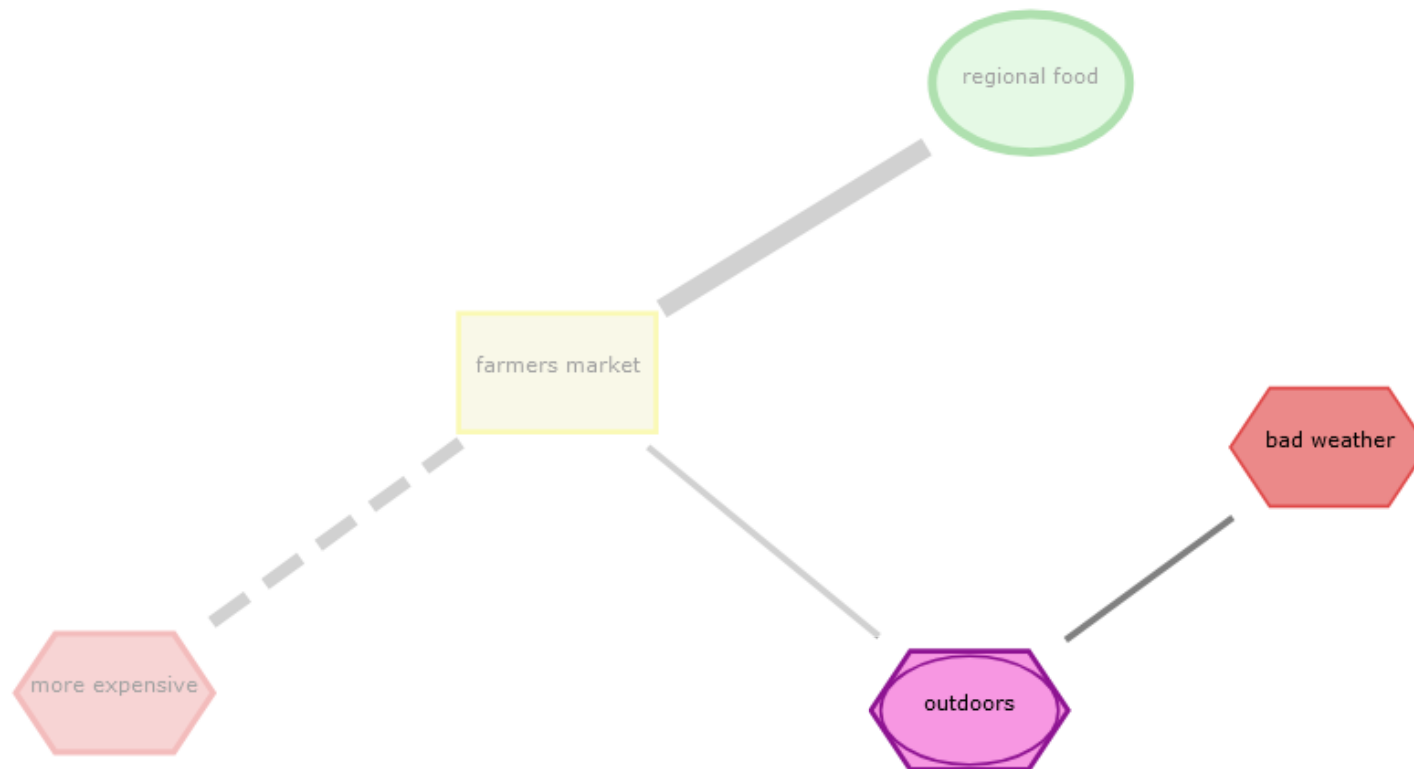 regional food
farmers market
bad weather
more expensive
outdoors